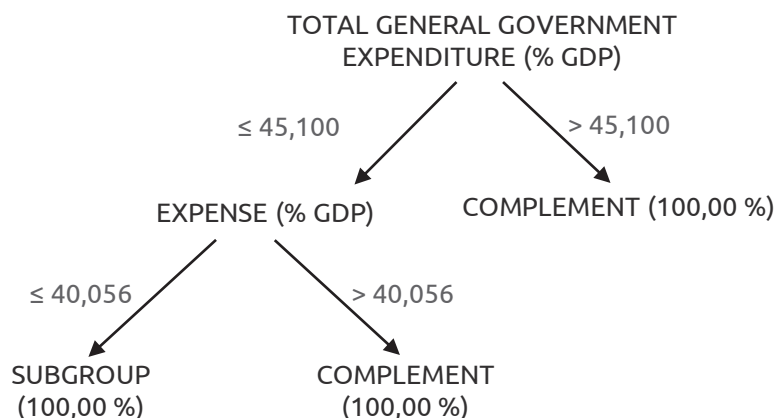 TOTAL GENERAL GOVERNMENT
EXPENDITURE (% GDP)
≤ 45,100
> 45,100
EXPENSE (% GDP)
COMPLEMENT (100,00 %)
≤ 40,056
> 40,056
SUBGROUP
(100,00 %)
COMPLEMENT
(100,00 %)